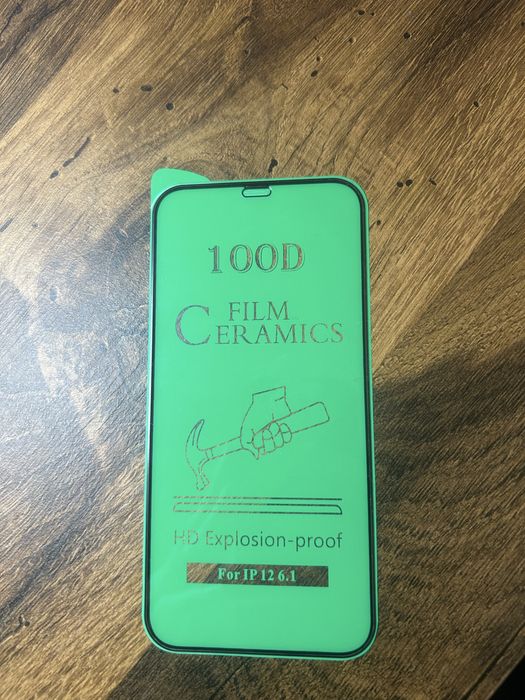 100D
FILM
CERAMICS
HD Explosion-proof
For IP 12 6.1